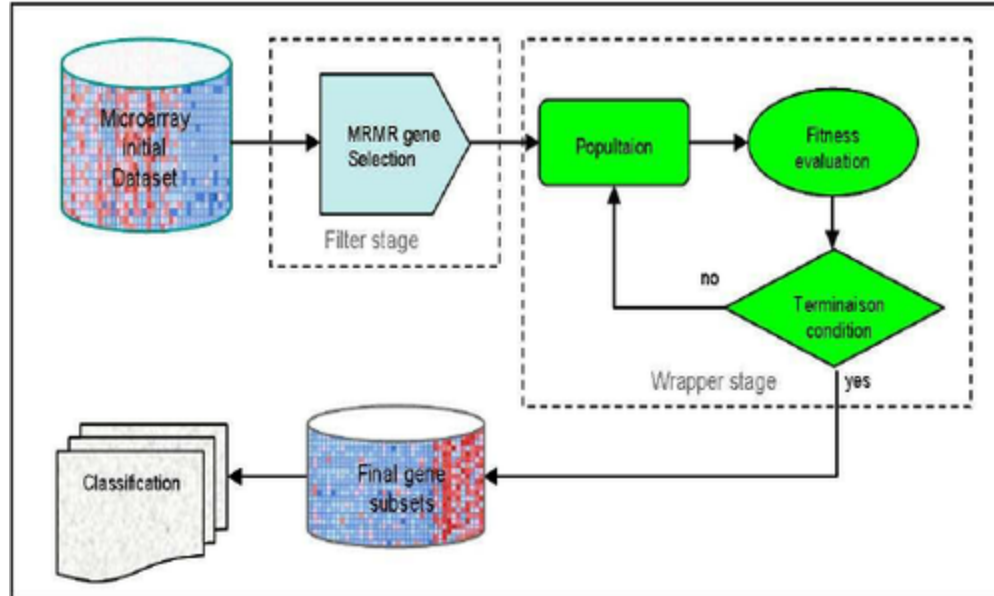 Microarray
initial
Dataset
MRMR gene
Selection
Filter stage
Popultaion
Fitness
evaluation
no
Terminaison
condition
Wrapper stage
yes
Classification
Final gene
subsets